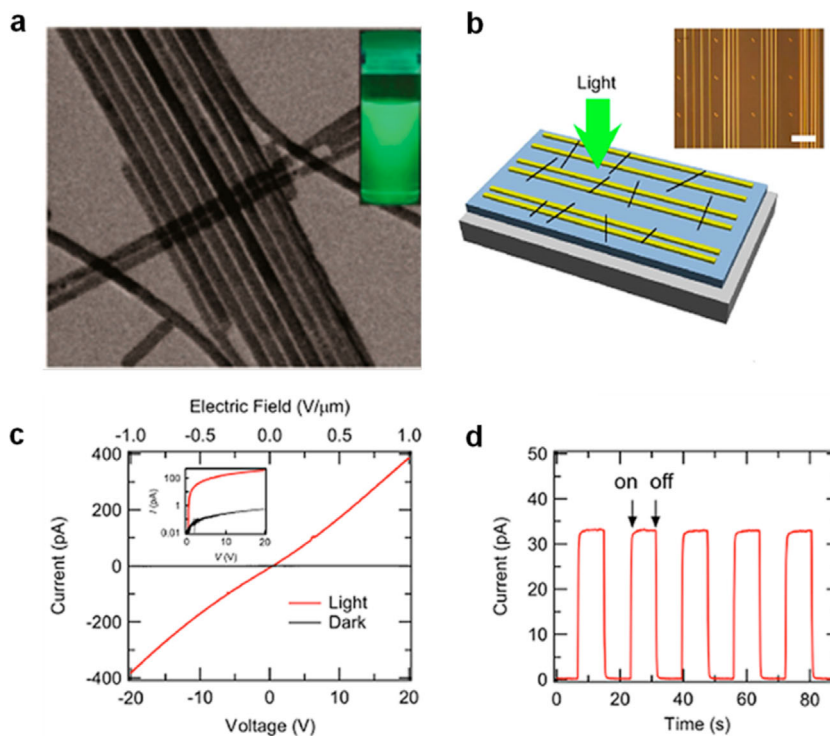 a
b
Light
c
Electric Field (V/μm)
-1.0
-0.5
0.0
0.5
1.0
400
200
0
-200
-400
Current (pA)
100
1
0.01
I (pA)
0
10
20
V (V)
Light
Dark
-20
-10
0
10
20
Voltage (V)
d
50
40
30
20
10
0
Current (pA)
on off
0
20
40
60
80
Time (s)